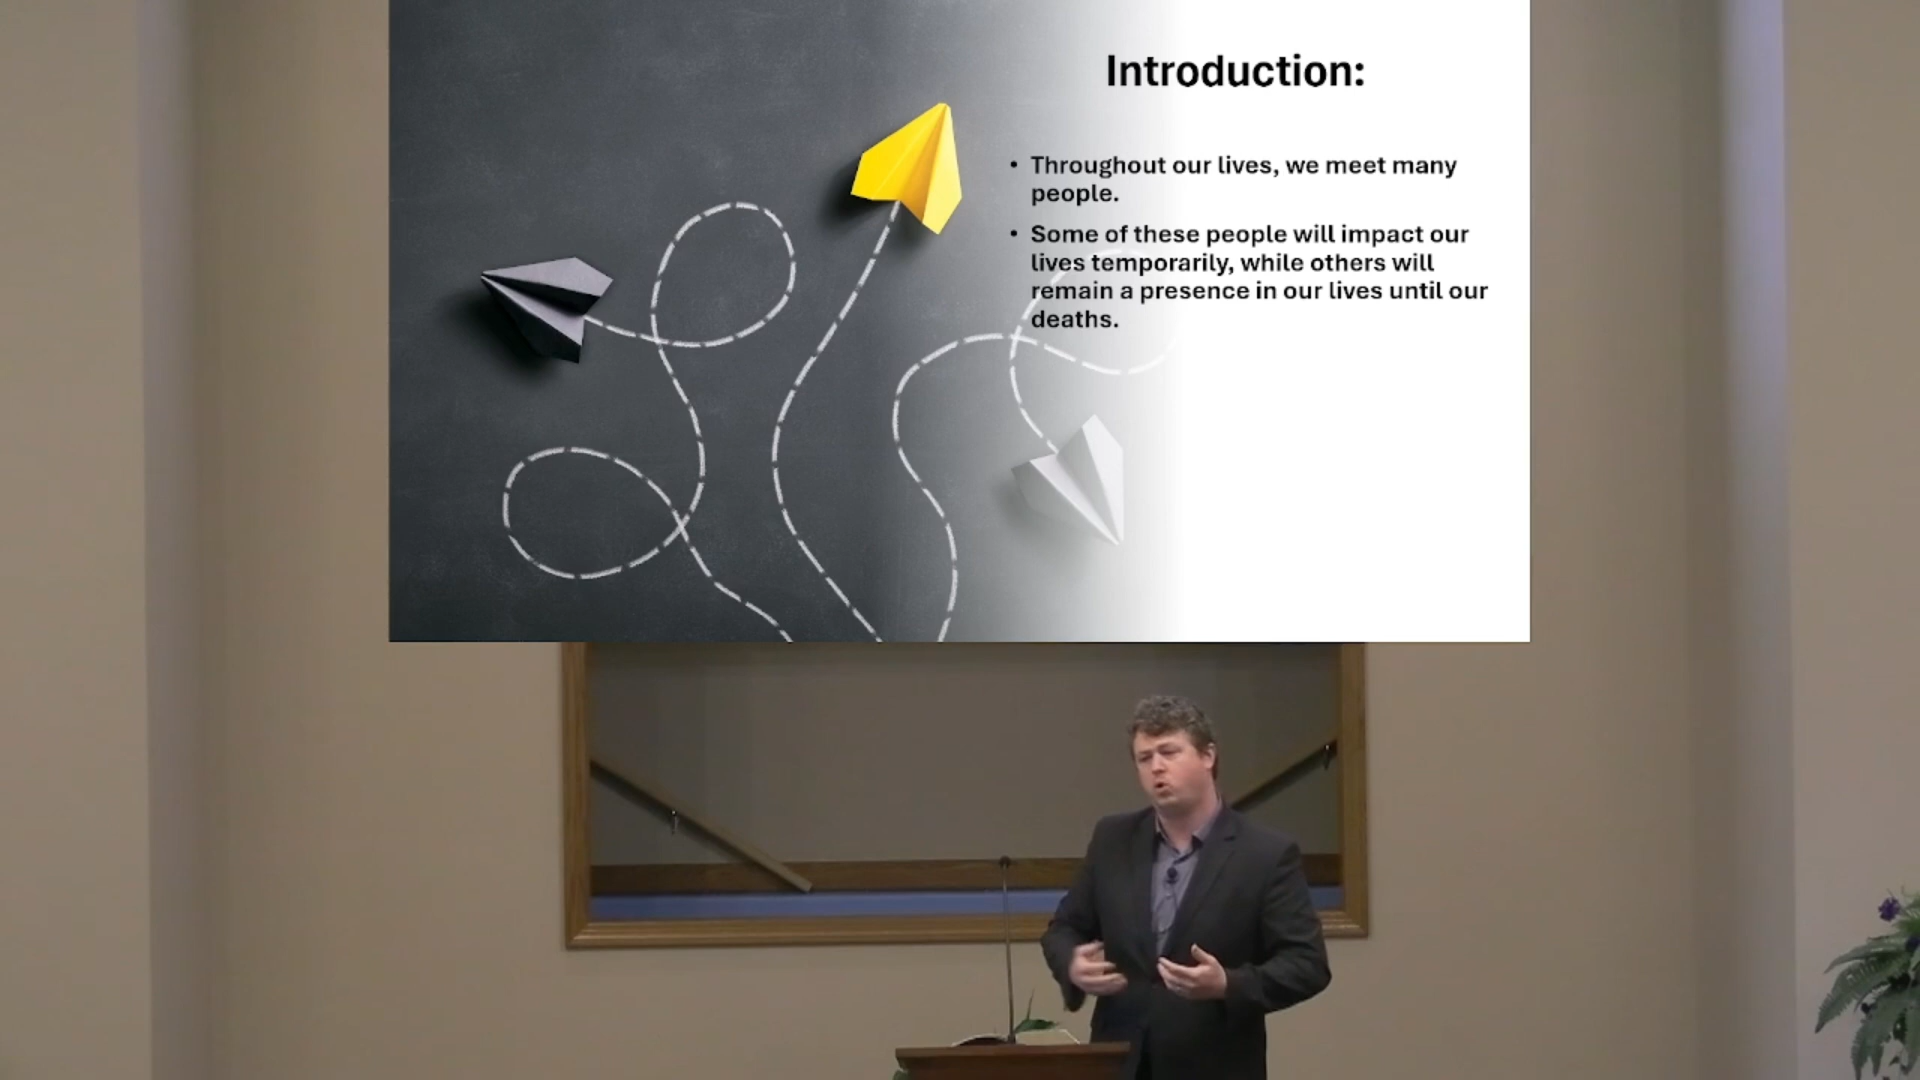 Introduction:
• Throughout our lives, we meet many
people.
• Some of these people will impact our
lives temporarily, while others will
remain a presence in our lives until our
deaths.